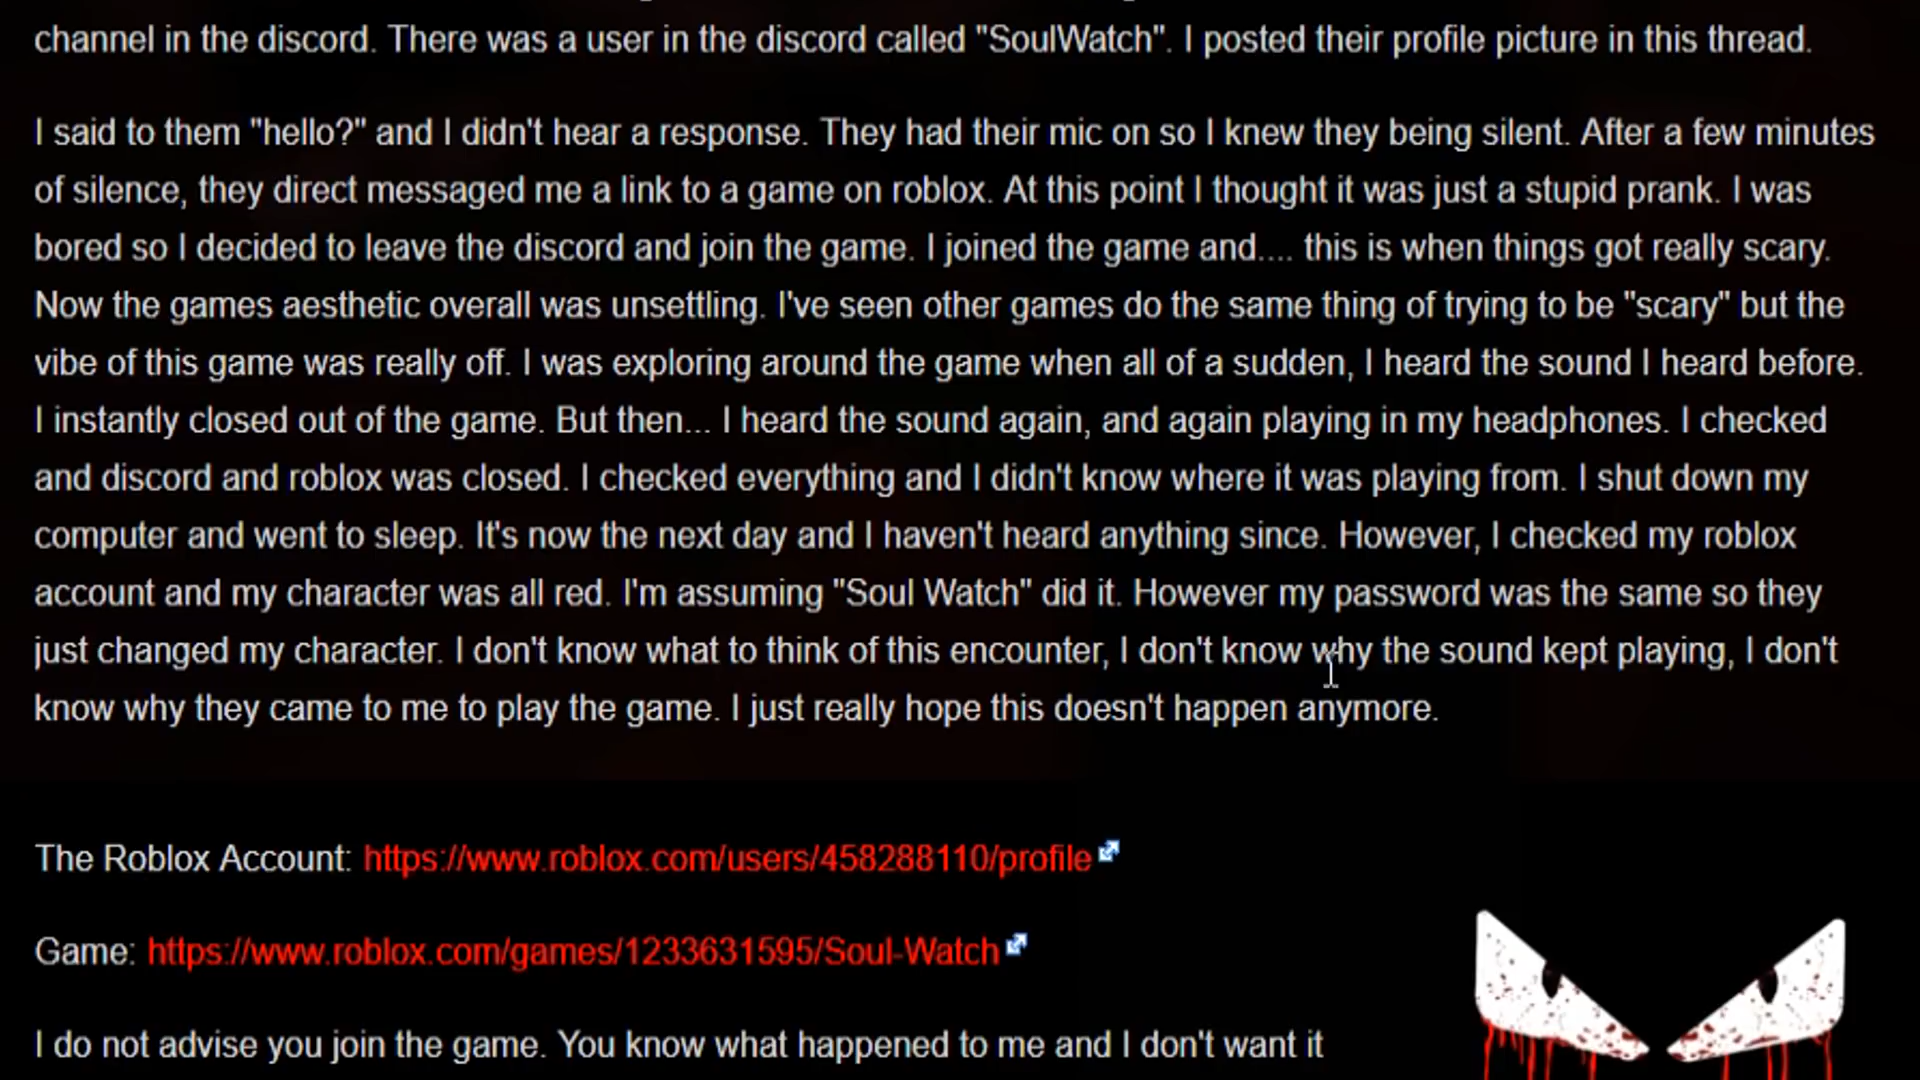 channel in the discord. There was a user in the discord called "SoulWatch". I posted their profile picture in this thread.
I said to them "hello?" and I didn't hear a response. They had their mic on so I knew they being silent. After a few minutes
of silence, they direct messaged me a link to a game on roblox. At this point I thought it was just a stupid prank. I was
bored so I decided to leave the discord and join the game. I joined the game and.... this is when things got really scary.
Now the games aesthetic overall was unsettling. I've seen other games do the same thing of trying to be "scary" but the
vibe of this game was really off. I was exploring around the game when all of a sudden, I heard the sound I heard before.
I instantly closed out of the game. But then... I heard the sound again, and again playing in my headphones. I checked
and discord and roblox was closed. I checked everything and I didn't know where it was playing from. I shut down my
computer and went to sleep. It's now the next day and I haven't heard anything since. However, I checked my roblox
account and my character was all red. I'm assuming "Soul Watch" did it. However my password was the same so they
just changed my character. I don't know what to think of this encounter, I don't know why the sound kept playing, I don't
know why they came to me to play the game. I just really hope this doesn't happen anymore.
The Roblox Account: https://www.roblox.com/users/458288110/profile
Game: https://www.roblox.com/games/1233631595/Soul-Watch
I do not advise you join the game. You know what happened to me and I don't want it